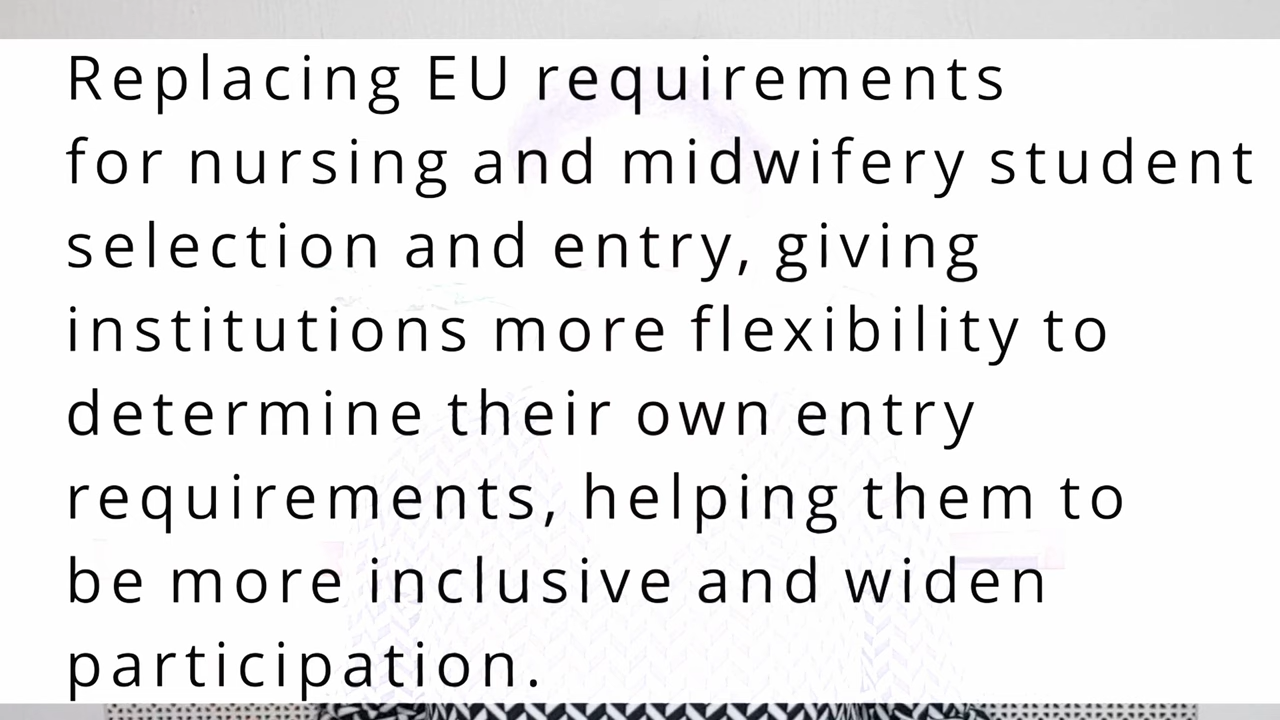 Replacing EU requirements
for nursing and midwifery student
selection and entry, giving
institutions more flexibility to
determine their own entry
requirements, helping them to
be more inclusive and widen
participation.